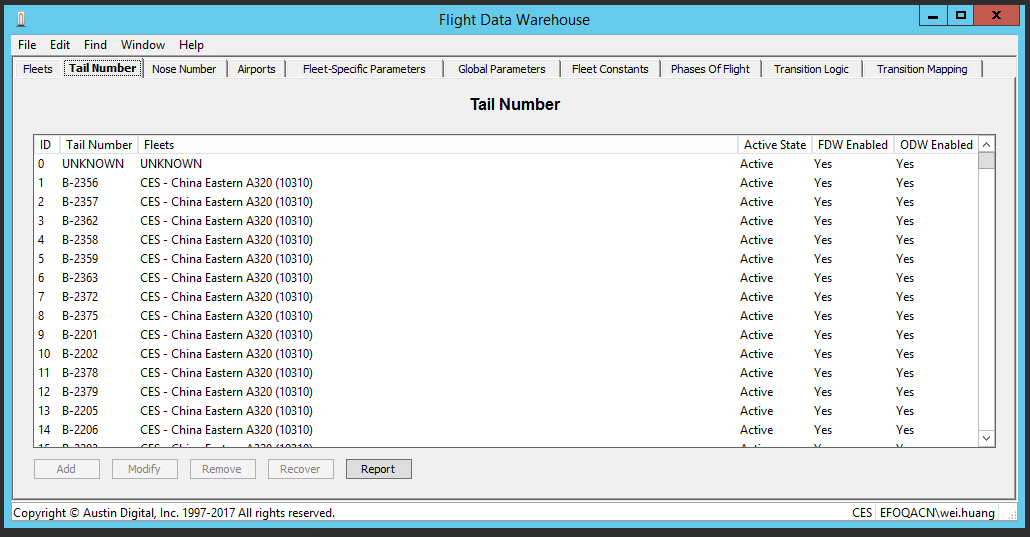 Flight Data Warehouse
File Edit Find Window Help
Fleets Tail Number Nose Number Airports Fleet-Specific Parameters Global Parameters Fleet Constants Phases Of Flight Transition Logic Transition Mapping
Tail Number
ID Tail Number Fleets Active State FDW Enabled ODW Enabled
0 UNKNOWN UNKNOWN Active Yes Yes
1 B-2356 CES - China Eastern A320 (10310) Active Yes Yes
2 B-2357 CES - China Eastern A320 (10310) Active Yes Yes
3 B-2362 CES - China Eastern A320 (10310) Active Yes Yes
4 B-2358 CES - China Eastern A320 (10310) Active Yes Yes
5 B-2359 CES - China Eastern A320 (10310) Active Yes Yes
6 B-2363 CES - China Eastern A320 (10310) Active Yes Yes
7 B-2372 CES - China Eastern A320 (10310) Active Yes Yes
8 B-2375 CES - China Eastern A320 (10310) Active Yes Yes
9 B-2201 CES - China Eastern A320 (10310) Active Yes Yes
10 B-2202 CES - China Eastern A320 (10310) Active Yes Yes
11 B-2378 CES - China Eastern A320 (10310) Active Yes Yes
12 B-2379 CES - China Eastern A320 (10310) Active Yes Yes
13 B-2205 CES - China Eastern A320 (10310) Active Yes Yes
14 B-2206 CES - China Eastern A320 (10310) Active Yes Yes
CES - China Eastern A320 (10310) Active Yes Yes
Add Modify Remove Recover Report
Copyright © Austin Digital, Inc. 1997-2017 All rights reserved. CES EFOQACN\wei.huang